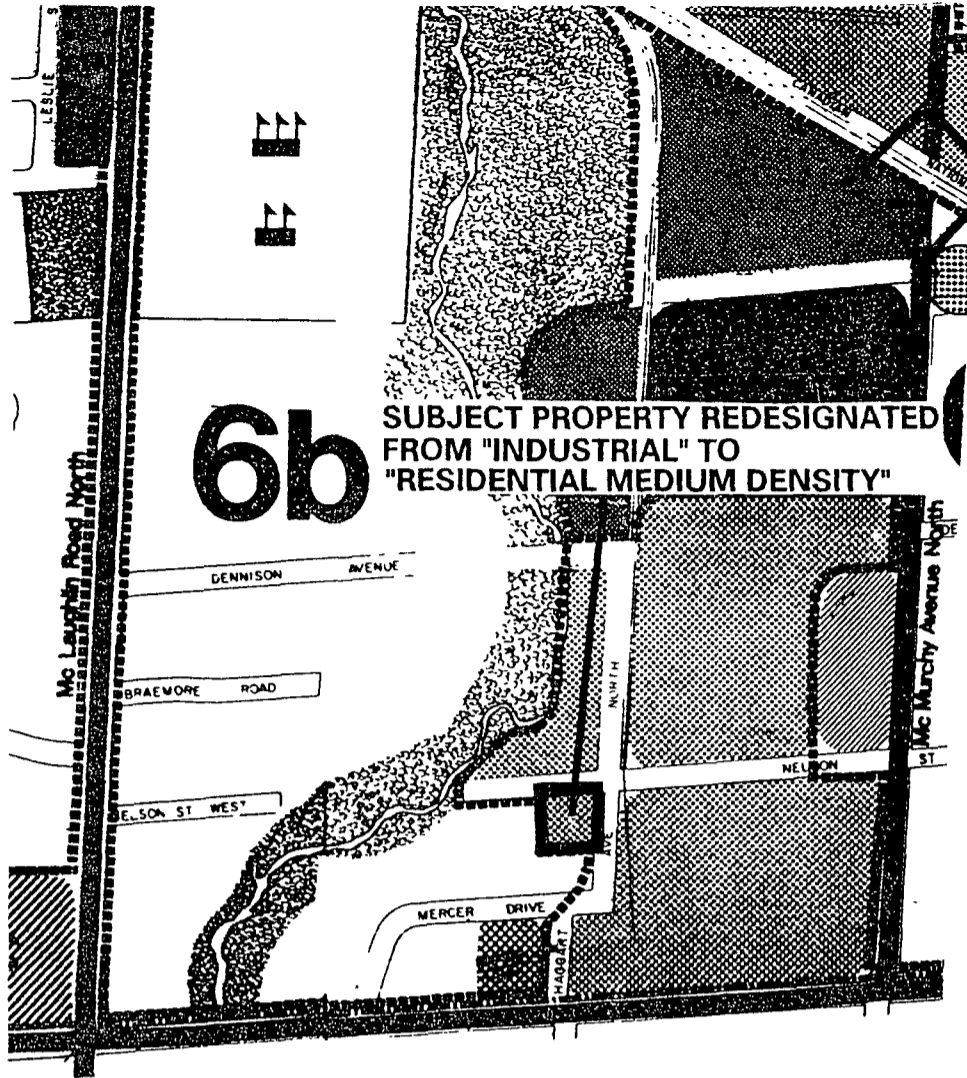 LESLIE
6b
SUBJECT PROPERTY REDESIGNATED
FROM "INDUSTRIAL" TO
"RESIDENTIAL MEDIUM DENSITY"
Mc Laughlin Road North
Mc Murchy Avenue North
DENNISON AVENUE
BRAEMORE ROAD
NELSON ST WEST
NORTH
NELSON ST
AVE
MERCER DRIVE
HAGGART